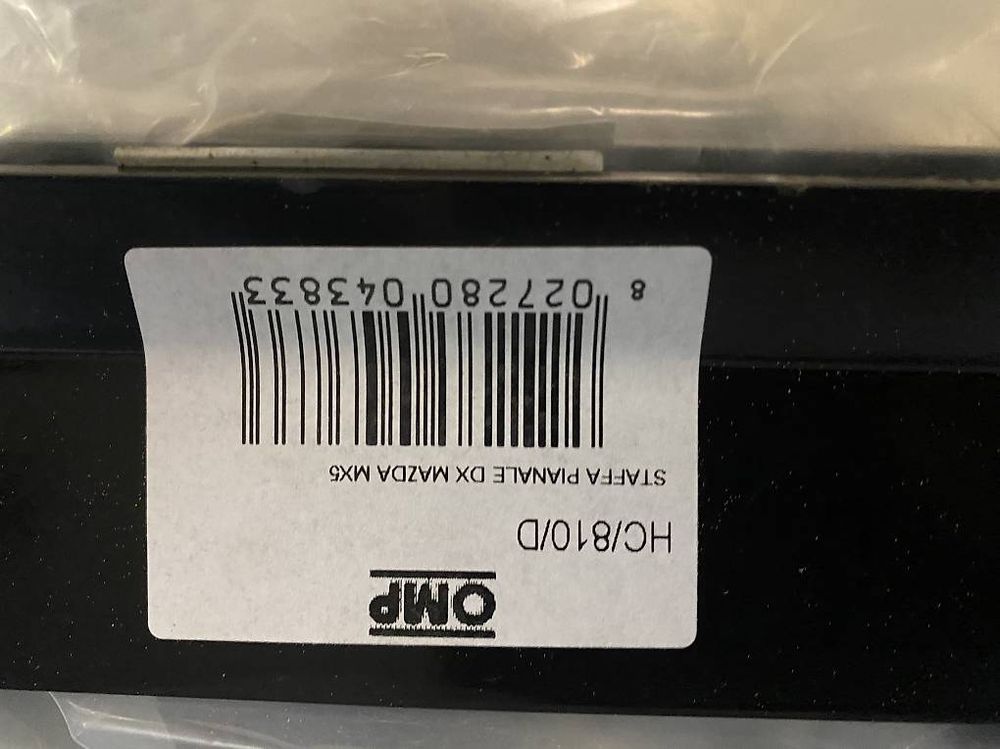 OMP
HC/810/D
STAFFA PIANALE DX MAZDA MX5
8 027280 043833